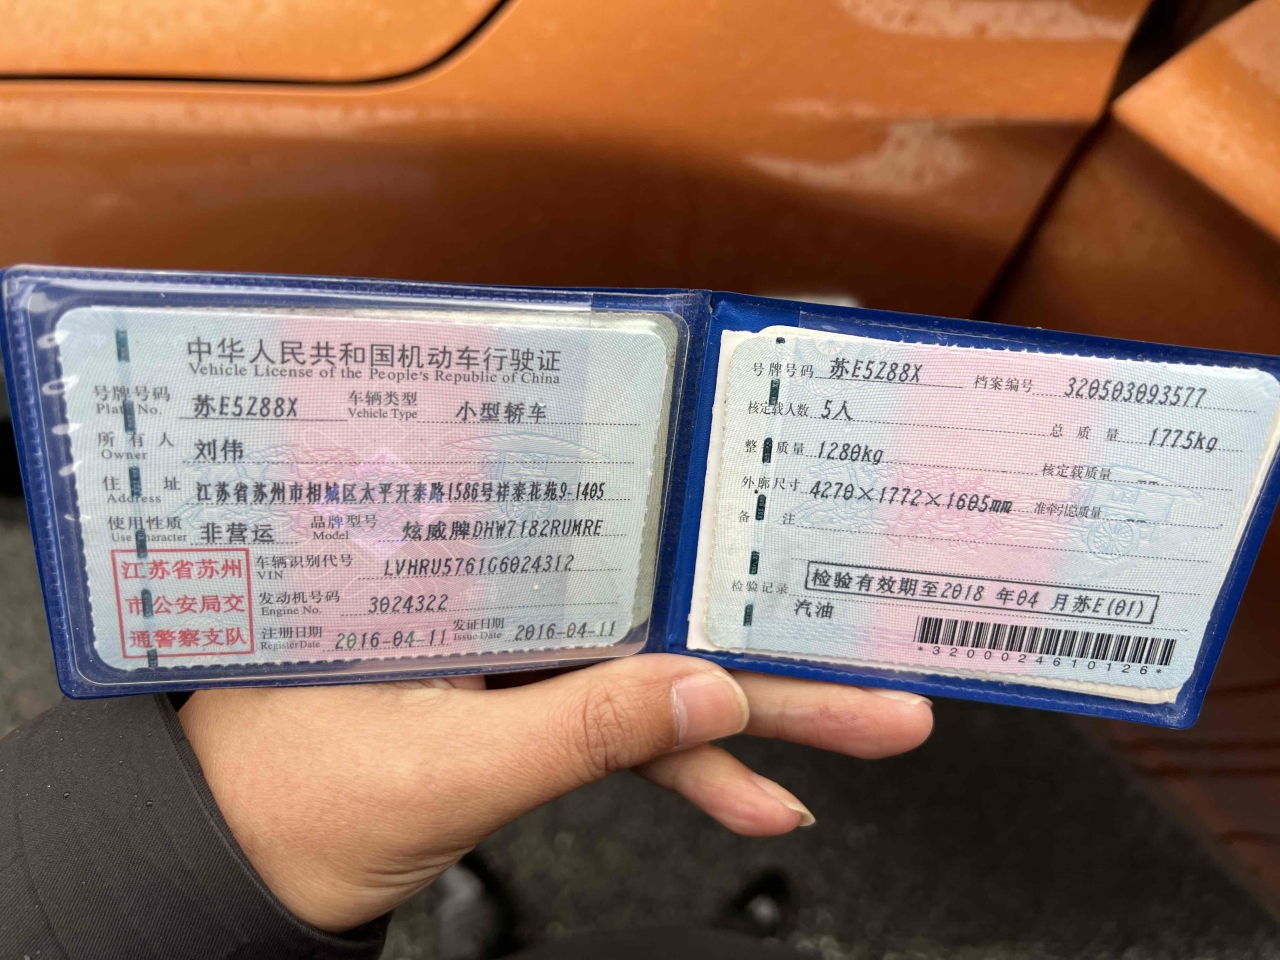 中华人民共和国机动车行驶证
Vehicle License of the People's Republic of China
号牌号码 苏E5Z88X 车辆类型 小型轿车
Plate No. Vehicle Type
所有人 刘伟
Owner
住址 江苏省苏州市相城区太平开泰路1586号祥泰花苑9-1405
Address
使用性质 非营运 品牌型号 炫威牌DHW7182RUMRE
Use Character Model
江苏省苏州
市公安局交
通警察支队
车辆识别代号 LVHRU5761G6024312
VIN
发动机号码 3024322
Engine No.
注册日期 2016-04-11 发证日期 2016-04-11
Register Date Issue Date
号牌号码 苏E5Z88X 档案编号 320503093577
核定载人数 5人 总质量 1775kg
整备质量 1280kg 核定载质量 --
外廓尺寸 4270×1772×1605mm 准牵引总质量 --
备注
检验记录 检验有效期至2018年04月苏E(01)
汽油
*3200024610126*